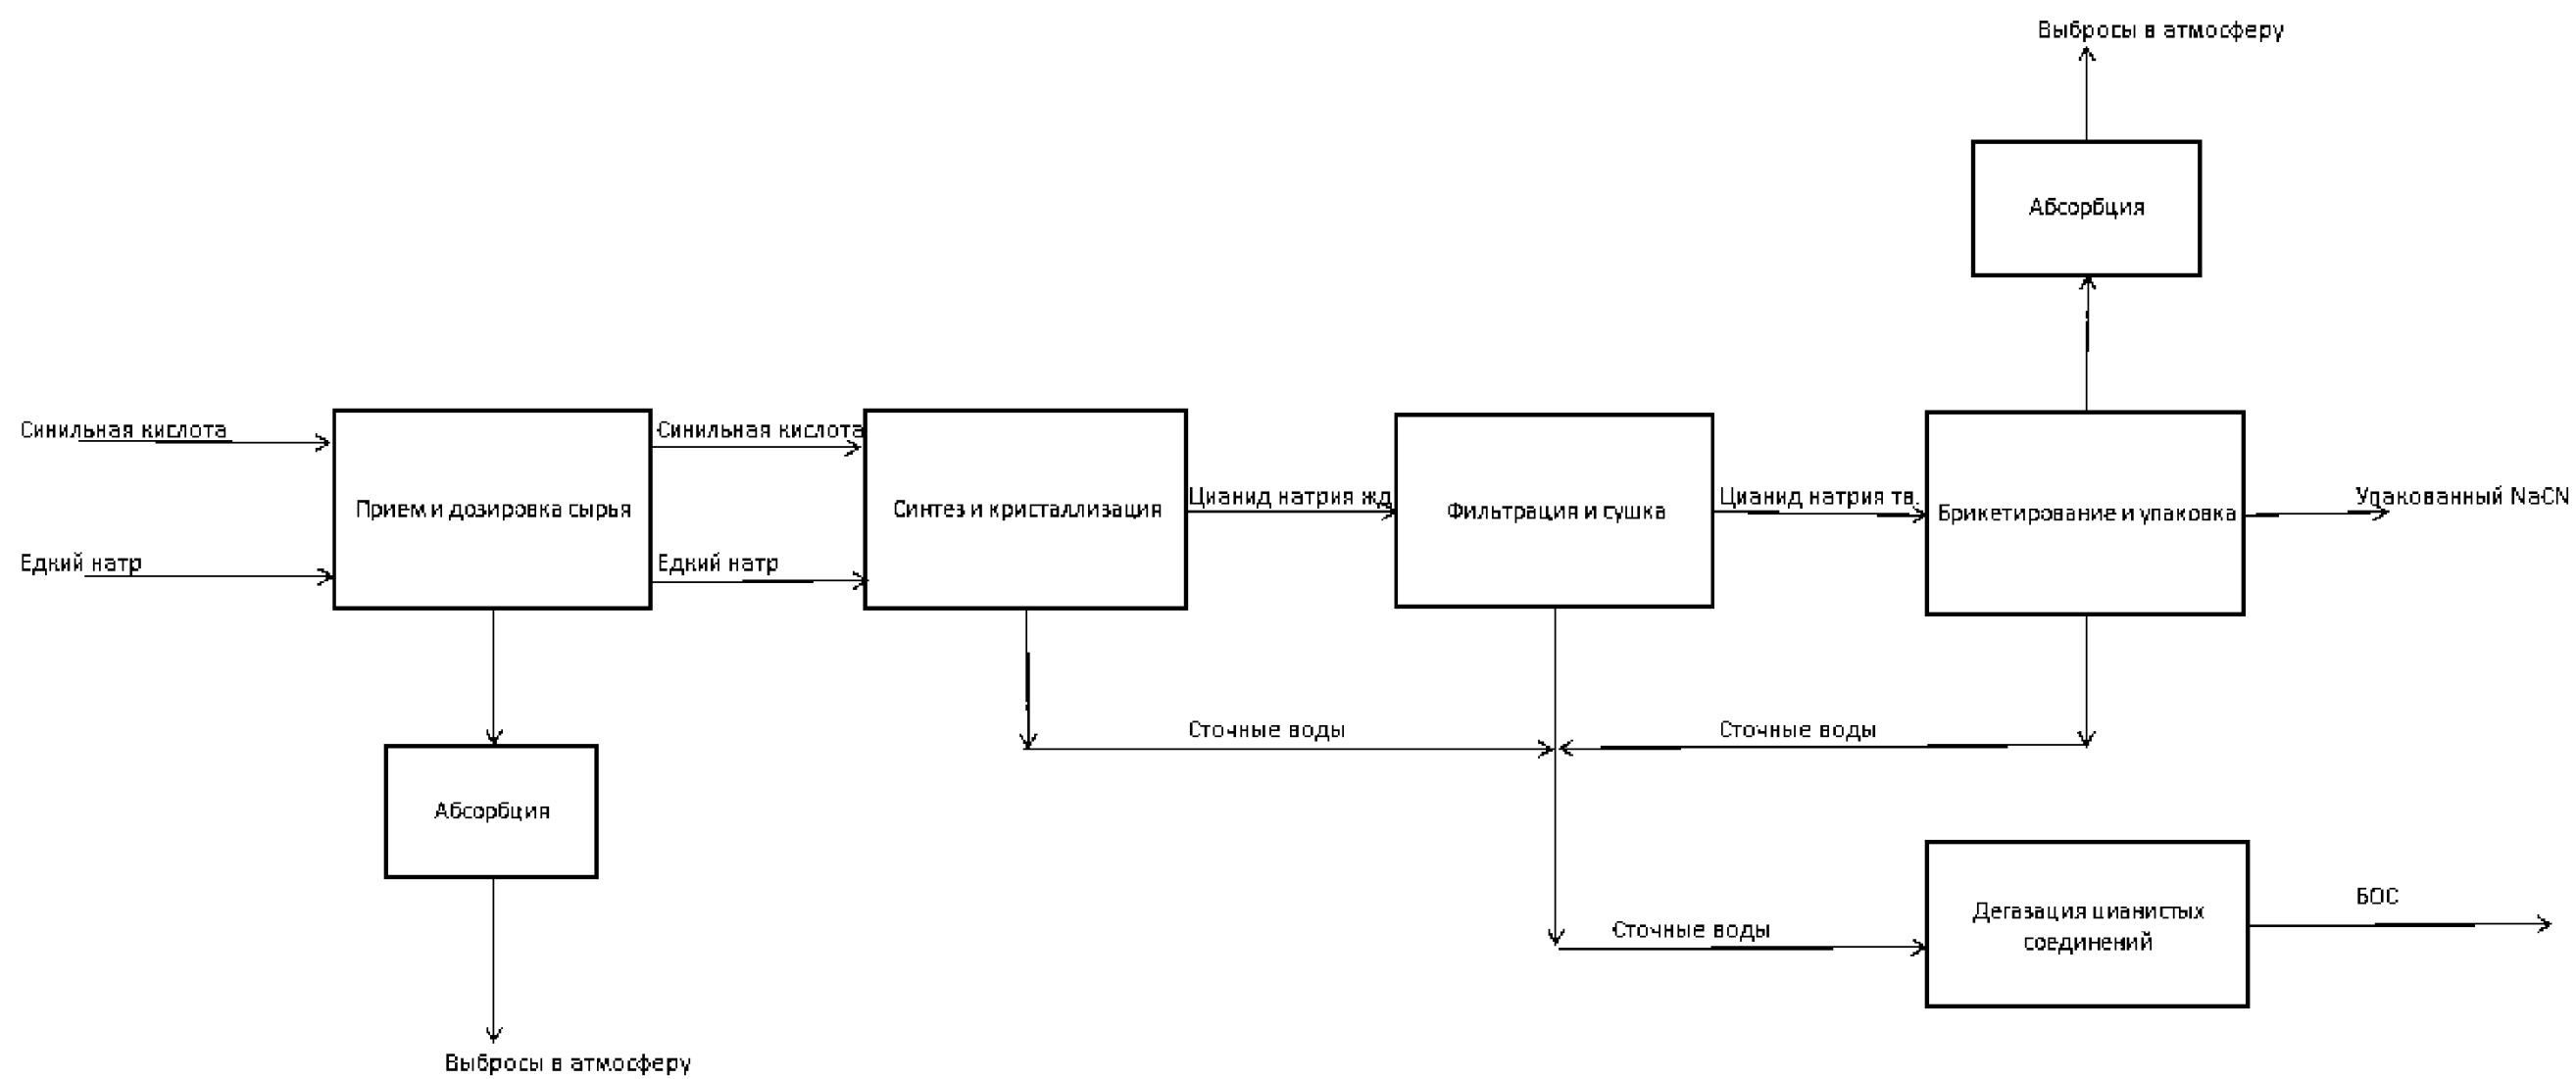 Выбросы в атмосферу
Абсорбция
Синильная кислота
Синильная кислота
Цианид натрия жд
Цианид натрия тв.
Упакованный NaCN
Прием и дозировка сырья
Синтез и кристаллизация
Фильтрация и сушка
Брикетирование и упаковка
Едкий натр
Едкий натр
Сточные воды
Сточные воды
Абсорбция
Сточные воды
Дегазация цианистых
соединений
БОС
Выбросы в атмосферу